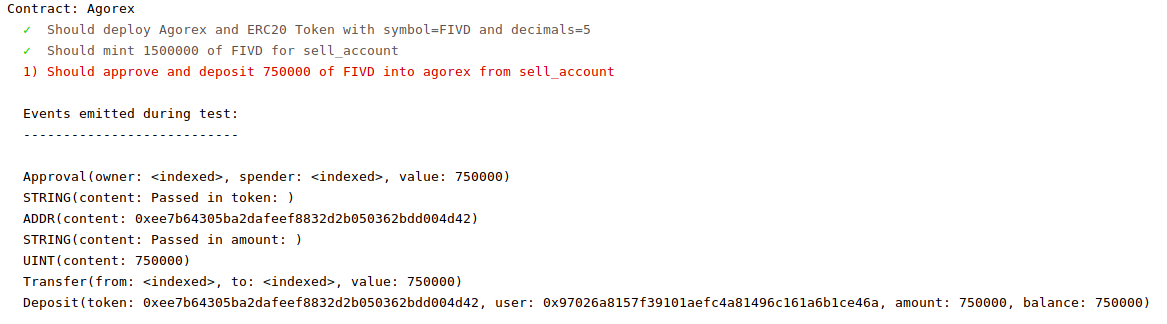 Contract: Agorex
✓ Should deploy Agorex and ERC20 Token with symbol=FIVD and decimals=5
✓ Should mint 1500000 of FIVD for sell_account
1) Should approve and deposit 750000 of FIVD into agorex from sell_account
Events emitted during test:
---------------------------
Approval(owner: <indexed>, spender: <indexed>, value: 750000)
STRING(content: Passed in token: )
ADDR(content: 0xee7b64305ba2dafeef8832d2b050362bdd004d42)
STRING(content: Passed in amount: )
UINT(content: 750000)
Transfer(from: <indexed>, to: <indexed>, value: 750000)
Deposit(token: 0xee7b64305ba2dafeef8832d2b050362bdd004d42, user: 0x97026a8157f39101aefc4a81496c161a6b1ce46a, amount: 750000, balance: 750000)